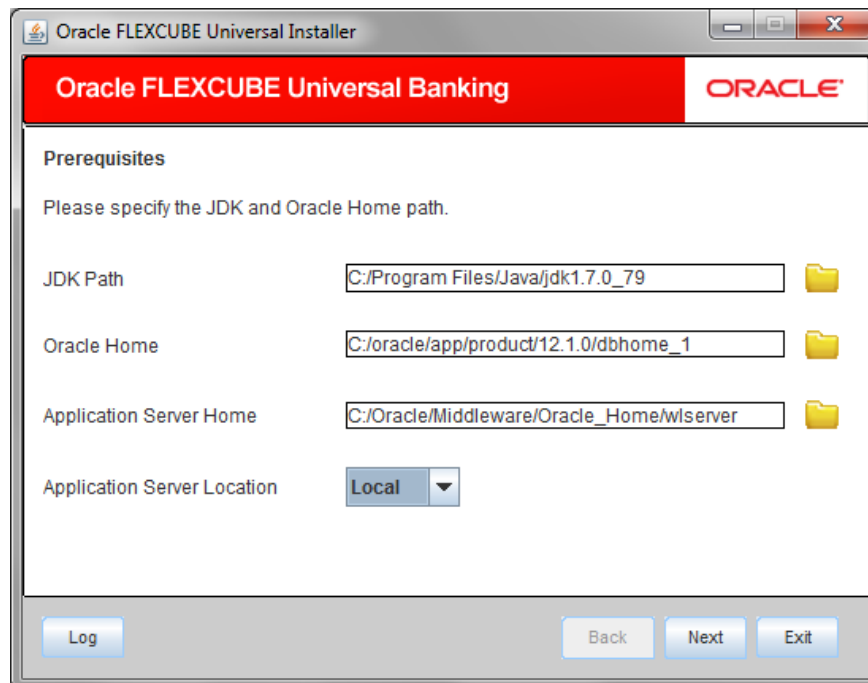 Oracle FLEXCUBE Universal Installer
Oracle FLEXCUBE Universal Banking
ORACLE
Prerequisites
Please specify the JDK and Oracle Home path.
JDK Path C:/Program Files/Java/jdk1.7.0_79
Oracle Home C:/oracle/app/product/12.1.0/dbhome_1
Application Server Home C:/Oracle/Middleware/Oracle_Home/wlserver
Application Server Location Local
Log Back Next Exit